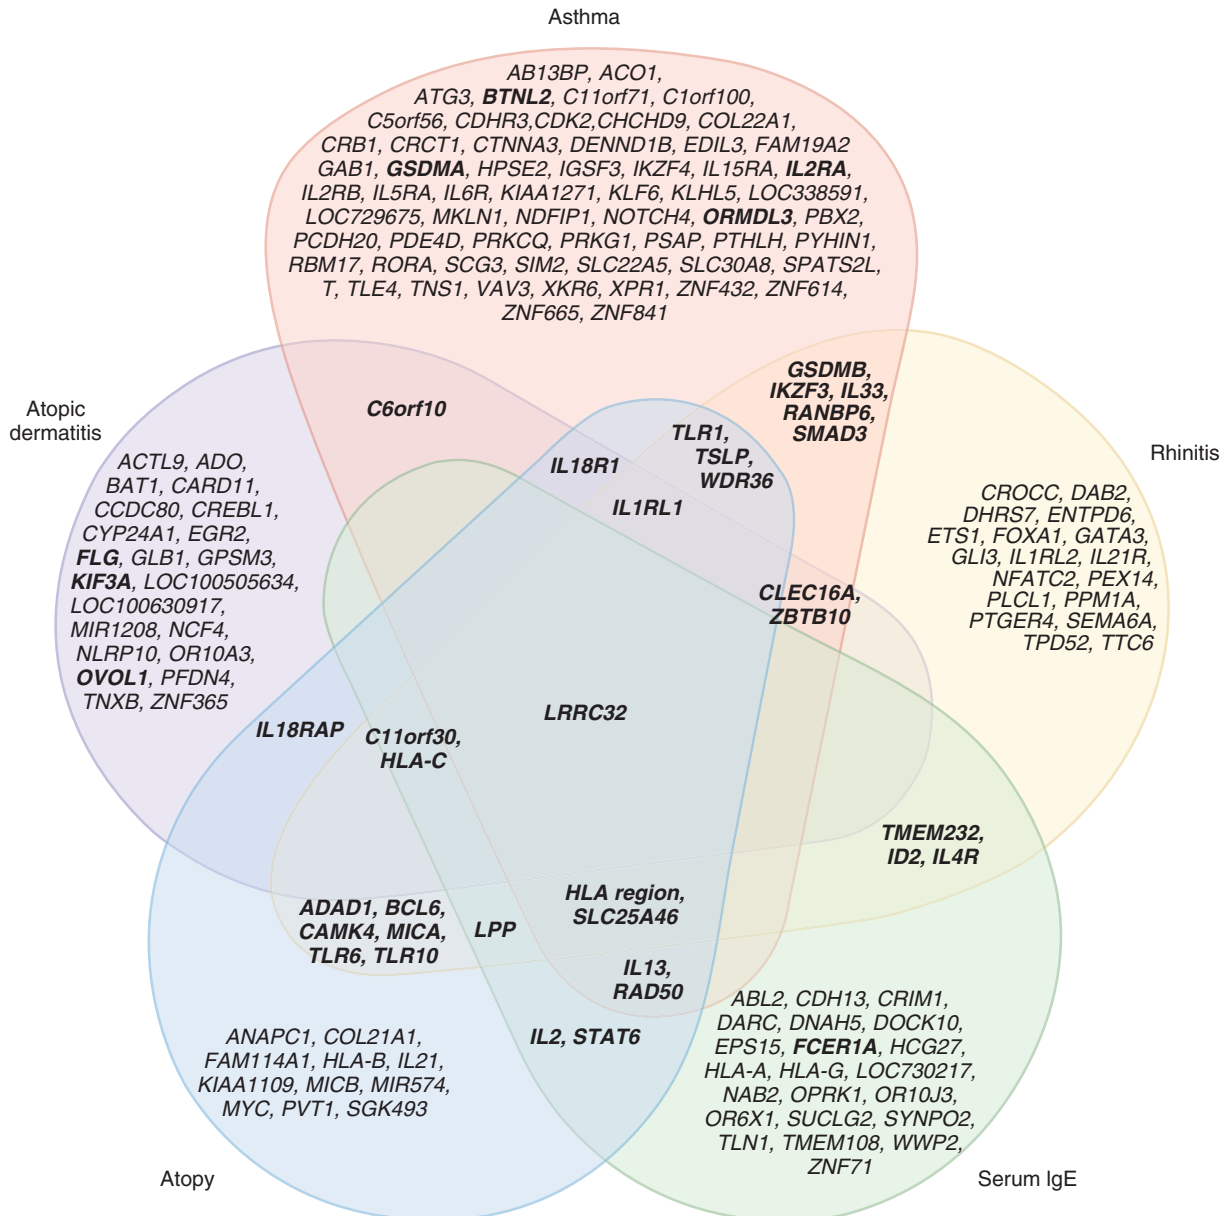 Asthma
AB13BP, ACO1,
ATG3, BTNL2, C11orf71, C1orf100,
C5orf56, CDHR3,CDK2,CHCHD9, COL22A1,
CRB1, CRCT1, CTNNA3, DENND1B, EDIL3, FAM19A2
GAB1, GSDMA, HPSE2, IGSF3, IKZF4, IL15RA, IL2RA,
IL2RB, IL5RA, IL6R, KIAA1271, KLF6, KLHL5, LOC338591,
LOC729675, MKLN1, NDFIP1, NOTCH4, ORMDL3, PBX2,
PCDH20, PDE4D, PRKCQ, PRKG1, PSAP, PTHLH, PYHIN1,
RBM17, RORA, SCG3, SIM2, SLC22A5, SLC30A8, SPATS2L,
T, TLE4, TNS1, VAV3, XKR6, XPR1, ZNF432, ZNF614,
ZNF665, ZNF841
GSDMB,
IKZF3, IL33,
RANBP6,
SMAD3
C6orf10
Atopic
dermatitis
ACTL9, ADO,
BAT1, CARD11,
CCDC80, CREBL1,
CYP24A1, EGR2,
FLG, GLB1, GPSM3,
KIF3A, LOC100505634,
LOC100630917,
MIR1208, NCF4,
NLRP10, OR10A3,
OVOL1, PFDN4,
TNXB, ZNF365
IL18R1
TLR1,
TSLP,
WDR36
IL1RL1
Rhinitis
CROCC, DAB2,
DHRS7, ENTPD6,
ETS1, FOXA1, GATA3,
GLI3, IL1RL2, IL21R,
NFATC2, PEX14,
PLCL1, PPM1A,
PTGER4, SEMA6A,
TPD52, TTC6
CLEC16A,
ZBTB10
IL18RAP
C11orf30,
HLA-C
LRRC32
TMEM232,
ID2, IL4R
ADAD1, BCL6,
CAMK4, MICA,
TLR6, TLR10
LPP
HLA region,
SLC25A46
IL13,
RAD50
IL2, STAT6
ANAPC1, COL21A1,
FAM114A1, HLA-B, IL21,
KIAA1109, MICB, MIR574,
MYC, PVT1, SGK493
ABL2, CDH13, CRIM1,
DARC, DNAH5, DOCK10,
EPS15, FCER1A, HCG27,
HLA-A, HLA-G, LOC730217,
NAB2, OPRK1, OR10J3,
OR6X1, SUCLG2, SYNPO2,
TLN1, TMEM108, WWP2,
ZNF71
Atopy
Serum IgE